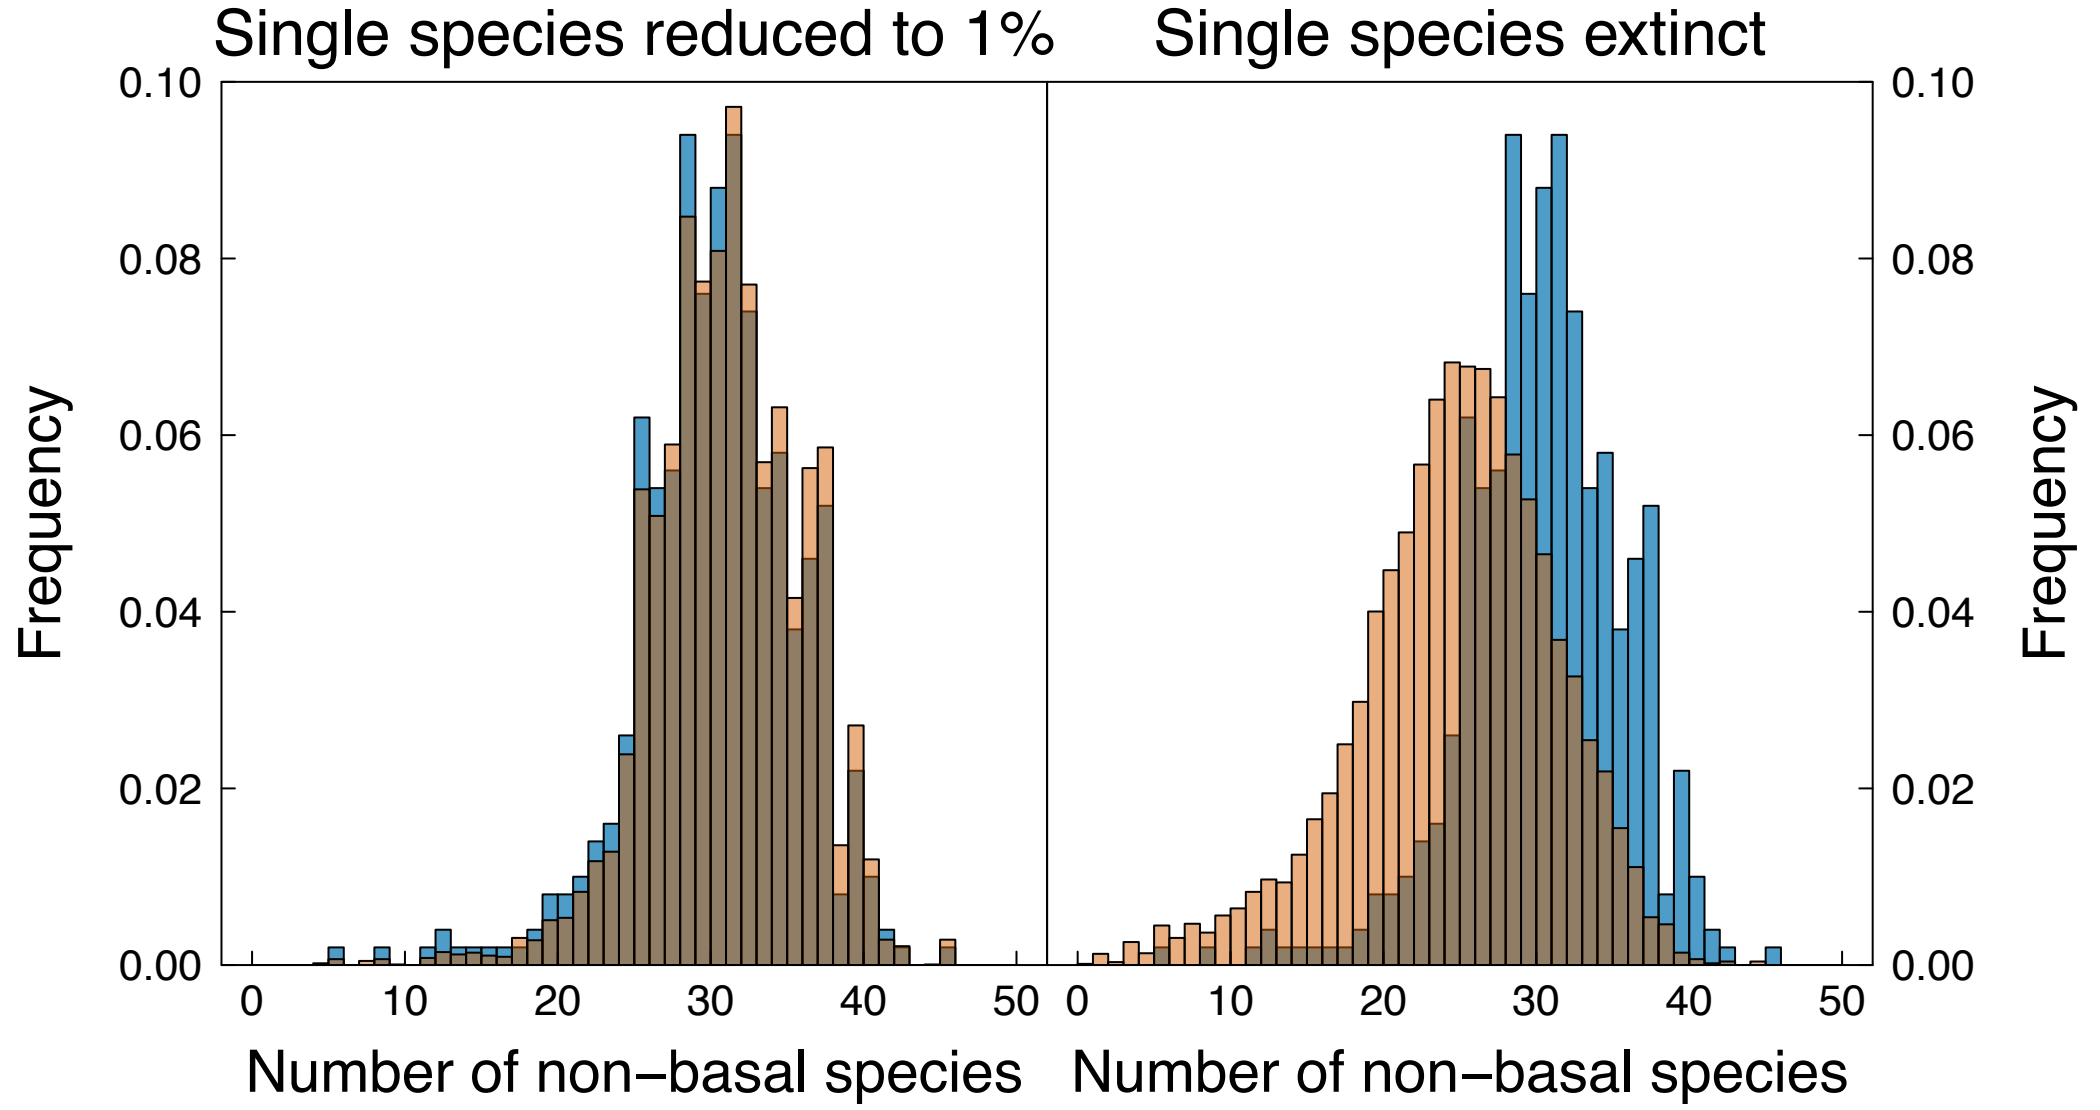 Single species reduced to 1%
Single species extinct
0.10
0.08
0.06
0.04
0.02
0.00
Frequency
0 10 20 30 40 50
Number of non−basal species
0 10 20 30 40 50
Number of non−basal species
0.10
0.08
0.06
0.04
0.02
0.00
Frequency